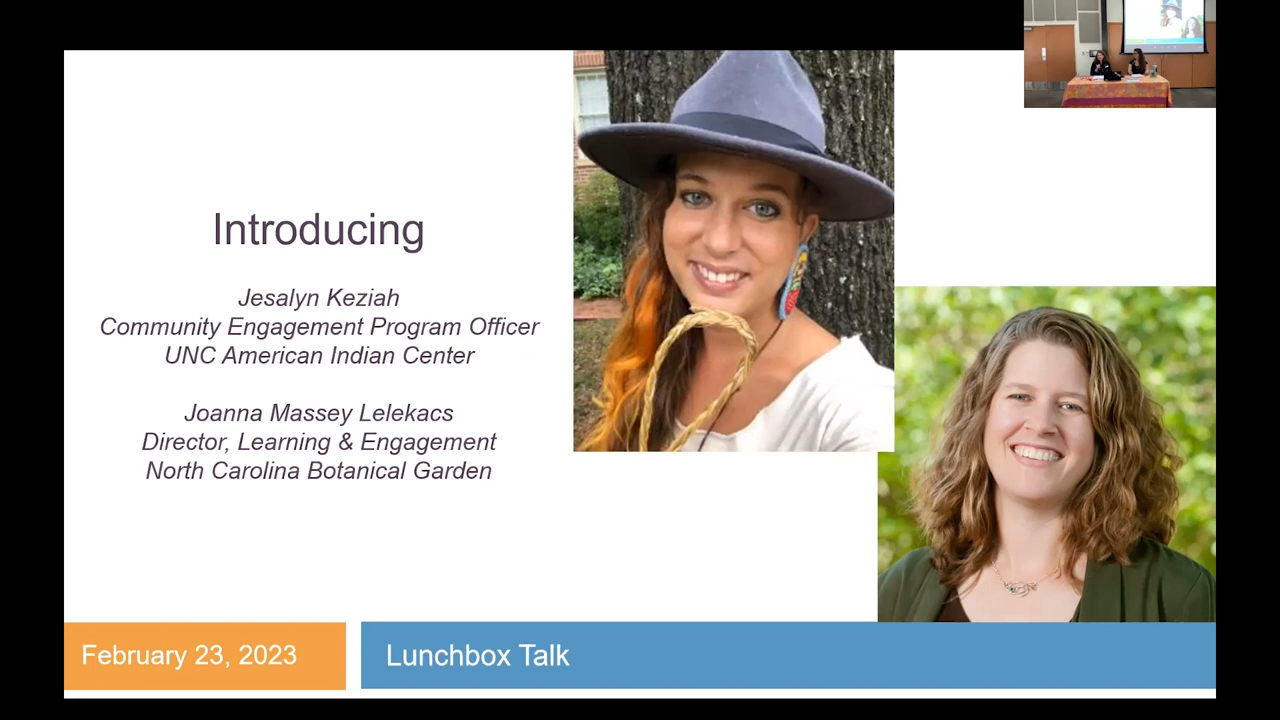 Introducing
Jesalyn Keziah
Community Engagement Program Officer
UNC American Indian Center
Joanna Massey Lelekacs
Director, Learning & Engagement
North Carolina Botanical Garden
February 23, 2023
Lunchbox Talk